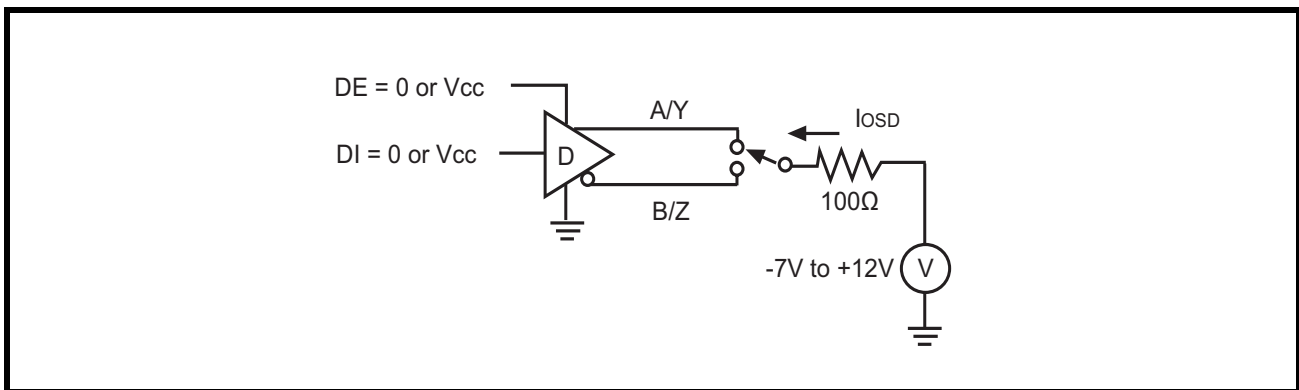 DE = 0 or Vcc
A/Y
IOSD
DI = 0 or Vcc
D
100Ω
B/Z
-7V to +12V
V